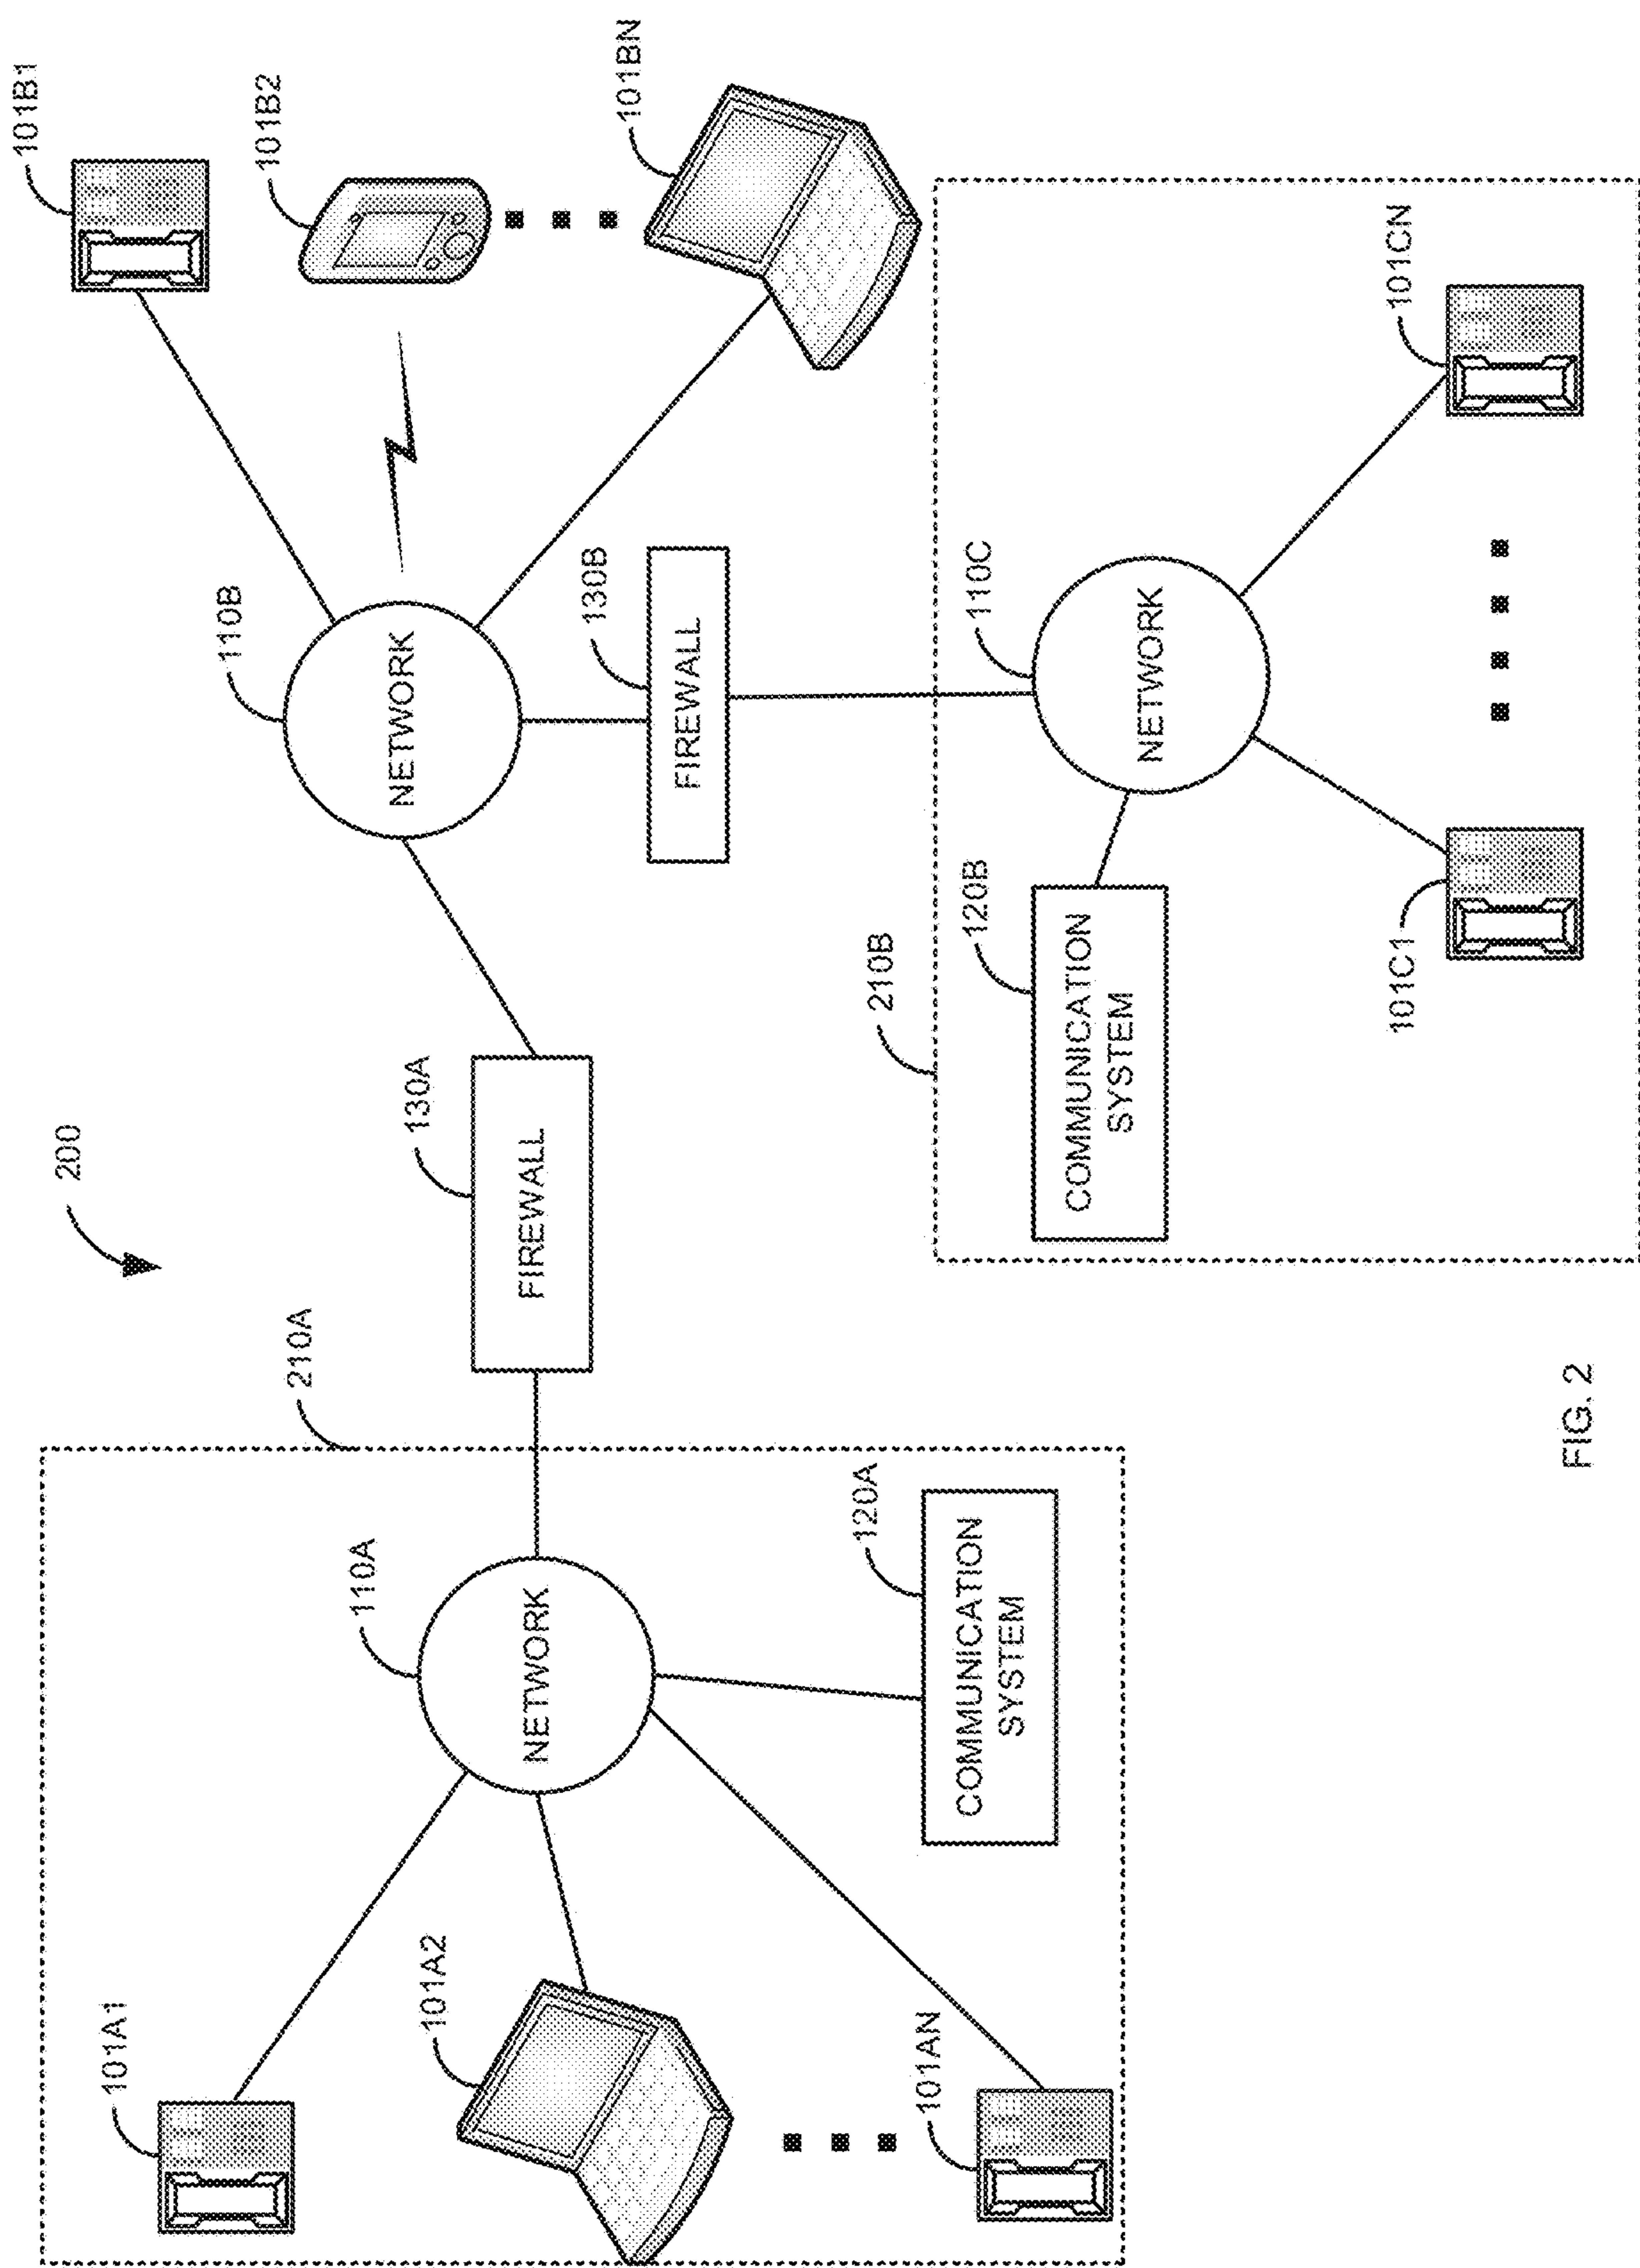 200
210A
101A1
110A
NETWORK
101A2
101AN
120A
COMMUNICATION
SYSTEM
130A
FIREWALL
110B
NETWORK
101B1
101B2
101BN
130B
FIREWALL
210B
120B
COMMUNICATION
SYSTEM
110C
NETWORK
101C1
101CN
FIG. 2